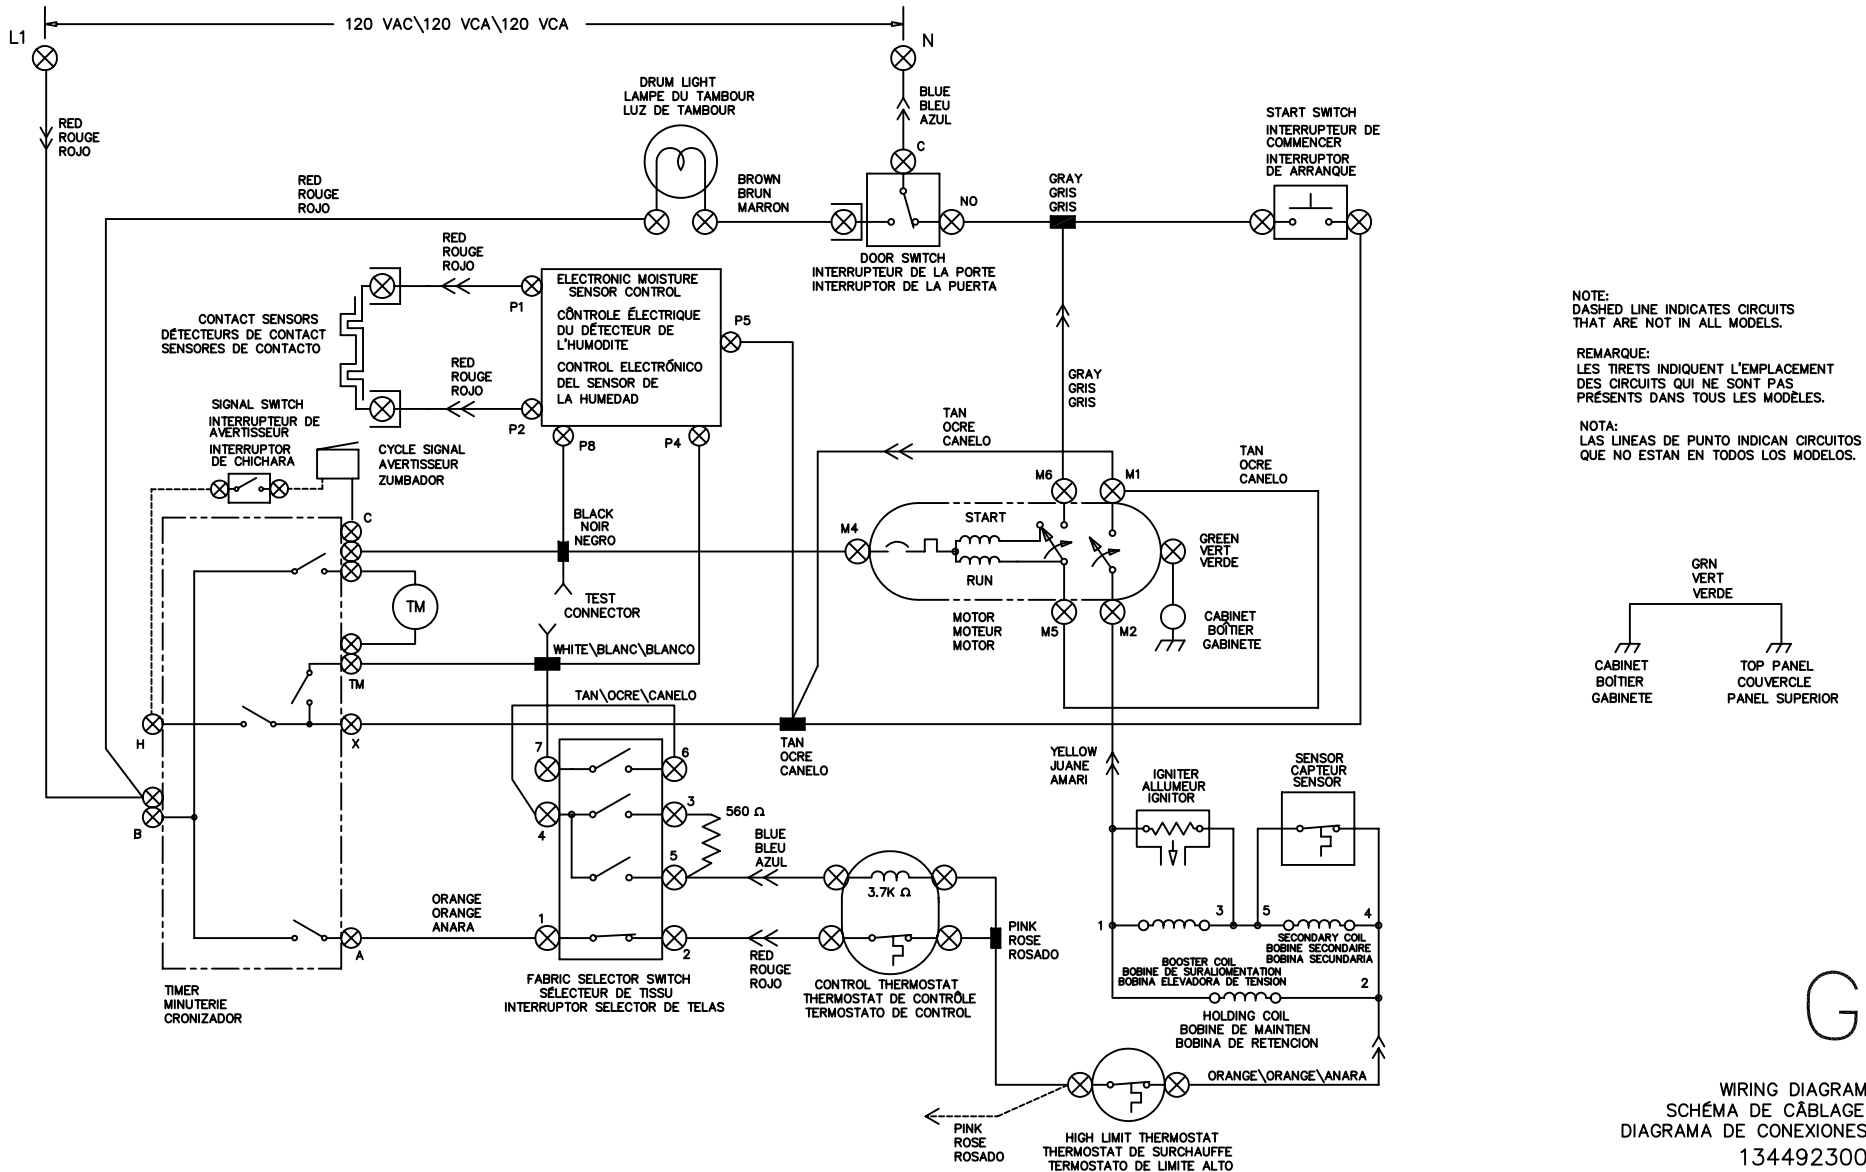 120 VAC\120 VCA\120 VCA
L1
N
RED
ROUGE
ROJO
DRUM LIGHT
LAMPE DU TAMBOUR
LUZ DE TAMBOUR
BLUE
BLEU
AZUL
C
START SWITCH
INTERRUPTEUR DE
COMMENCER
INTERRUPTOR
DE ARRANQUE
RED
ROUGE
ROJO
BROWN
BRUN
MARRON
NO
GRAY
GRIS
GRIS
DOOR SWITCH
INTERRUPTEUR DE LA PORTE
INTERRUPTOR DE LA PUERTA
RED
ROUGE
ROJO
P1
ELECTRONIC MOISTURE
SENSOR CONTROL
CÔNTROLE ÉLECTRIQUE
DU DÉTECTEUR DE
L'HUMODITE
CONTROL ELECTRÓNICO
DEL SENSOR DE
LA HUMEDAD
P5
CONTACT SENSORS
DÉTECTEURS DE CONTACT
SENSORES DE CONTACTO
RED
ROUGE
ROJO
P2
P8
P4
NOTE:
DASHED LINE INDICATES CIRCUITS
THAT ARE NOT IN ALL MODELS.
REMARQUE:
LES TIRETS INDIQUENT L'EMPLACEMENT
DES CIRCUITS QUI NE SONT PAS
PRÉSENTS DANS TOUS LES MODÈLES.
NOTA:
LAS LINEAS DE PUNTO INDICAN CIRCUITOS
QUE NO ESTAN EN TODOS LOS MODELOS.
GRAY
GRIS
GRIS
SIGNAL SWITCH
INTERRUPTEUR DE
AVERTISSEUR
INTERRUPTOR
DE CHICHARA
CYCLE SIGNAL
AVERTISSEUR
ZUMBADOR
TAN
OCRE
CANELO
TAN
OCRE
CANELO
M6
M1
C
BLACK
NOIR
NEGRO
M4
START
RUN
GREEN
VERT
VERDE
TM
TEST
CONNECTOR
MOTOR
MOTEUR
MOTOR
M5
M2
CABINET
BOÎTIER
GABINETE
GRN
VERT
VERDE
CABINET
BOÎTIER
GABINETE
TOP PANEL
COUVERCLE
PANEL SUPERIOR
WHITE\BLANC\BLANCO
TM
TAN\OCRE\CANELO
H
X
TAN
OCRE
CANELO
7
6
YELLOW
JUANE
AMARI
IGNITER
ALLUMEUR
IGNITOR
SENSOR
CAPTEUR
SENSOR
B
4
3
560 Ω
5
BLUE
BLEU
AZUL
3.7K Ω
ORANGE
ORANGE
ANARA
1
2
A
RED
ROUGE
ROJO
PINK
ROSE
ROSADO
1
3
5
4
SECONDARY COIL
BOBINE SECONDAIRE
BOBINA SECUNDARIA
BOOSTER COIL
BOBINE DE SURALIOMENTATION
BOBINA ELEVADORA DE TENSION
2
TIMER
MINUTERIE
CRONIZADOR
FABRIC SELECTOR SWITCH
SÉLECTEUR DE TISSU
INTERRUPTOR SELECTOR DE TELAS
CONTROL THERMOSTAT
THERMOSTAT DE CONTRÔLE
TERMOSTATO DE CONTROL
HOLDING COIL
BOBINE DE MAINTIEN
BOBINA DE RETENCION
ORANGE\ORANGE\ANARA
PINK
ROSE
ROSADO
HIGH LIMIT THERMOSTAT
THERMOSTAT DE SURCHAUFFE
TERMOSTATO DE LIMITE ALTO
G
WIRING DIAGRAM
SCHÉMA DE CÂBLAGE
DIAGRAMA DE CONEXIONES
134492300